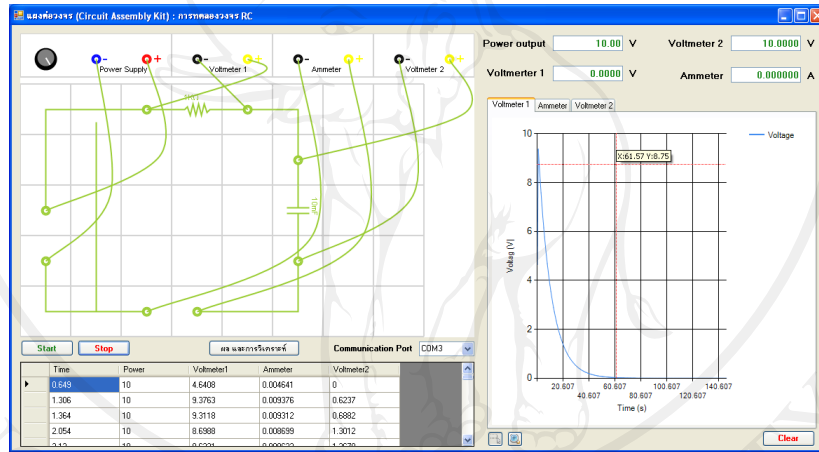 แผงต่อวงจร (Circuit Assembly Kit) : การทดลองวงจร RC
- +
Power Supply
- +
Voltmeter 1
- +
Ammeter
- +
Voltmeter 2
10mF
Power output 10.00 V
Voltmeter 2 10.0000 V
Voltmerter 1 0.0000 V
Ammeter 0.000000 A
Voltmeter 1 Ammeter Voltmeter 2
10
8
6
4
2
0
Voltag (V)
X:61.57 Y:8.75
Voltage
20.607 60.607 100.607 140.607
40.607 80.607 120.607
Time (s)
Start Stop ผล และการวิเคราะห์ Communication Port COM3
Time Power Voltmeter1 Ammeter Voltmeter2
0.649 10 4.6408 0.004641 0
1.306 10 9.3763 0.009376 0.6237
1.364 10 9.3118 0.009312 0.6882
2.054 10 8.6988 0.008699 1.3012
Clear